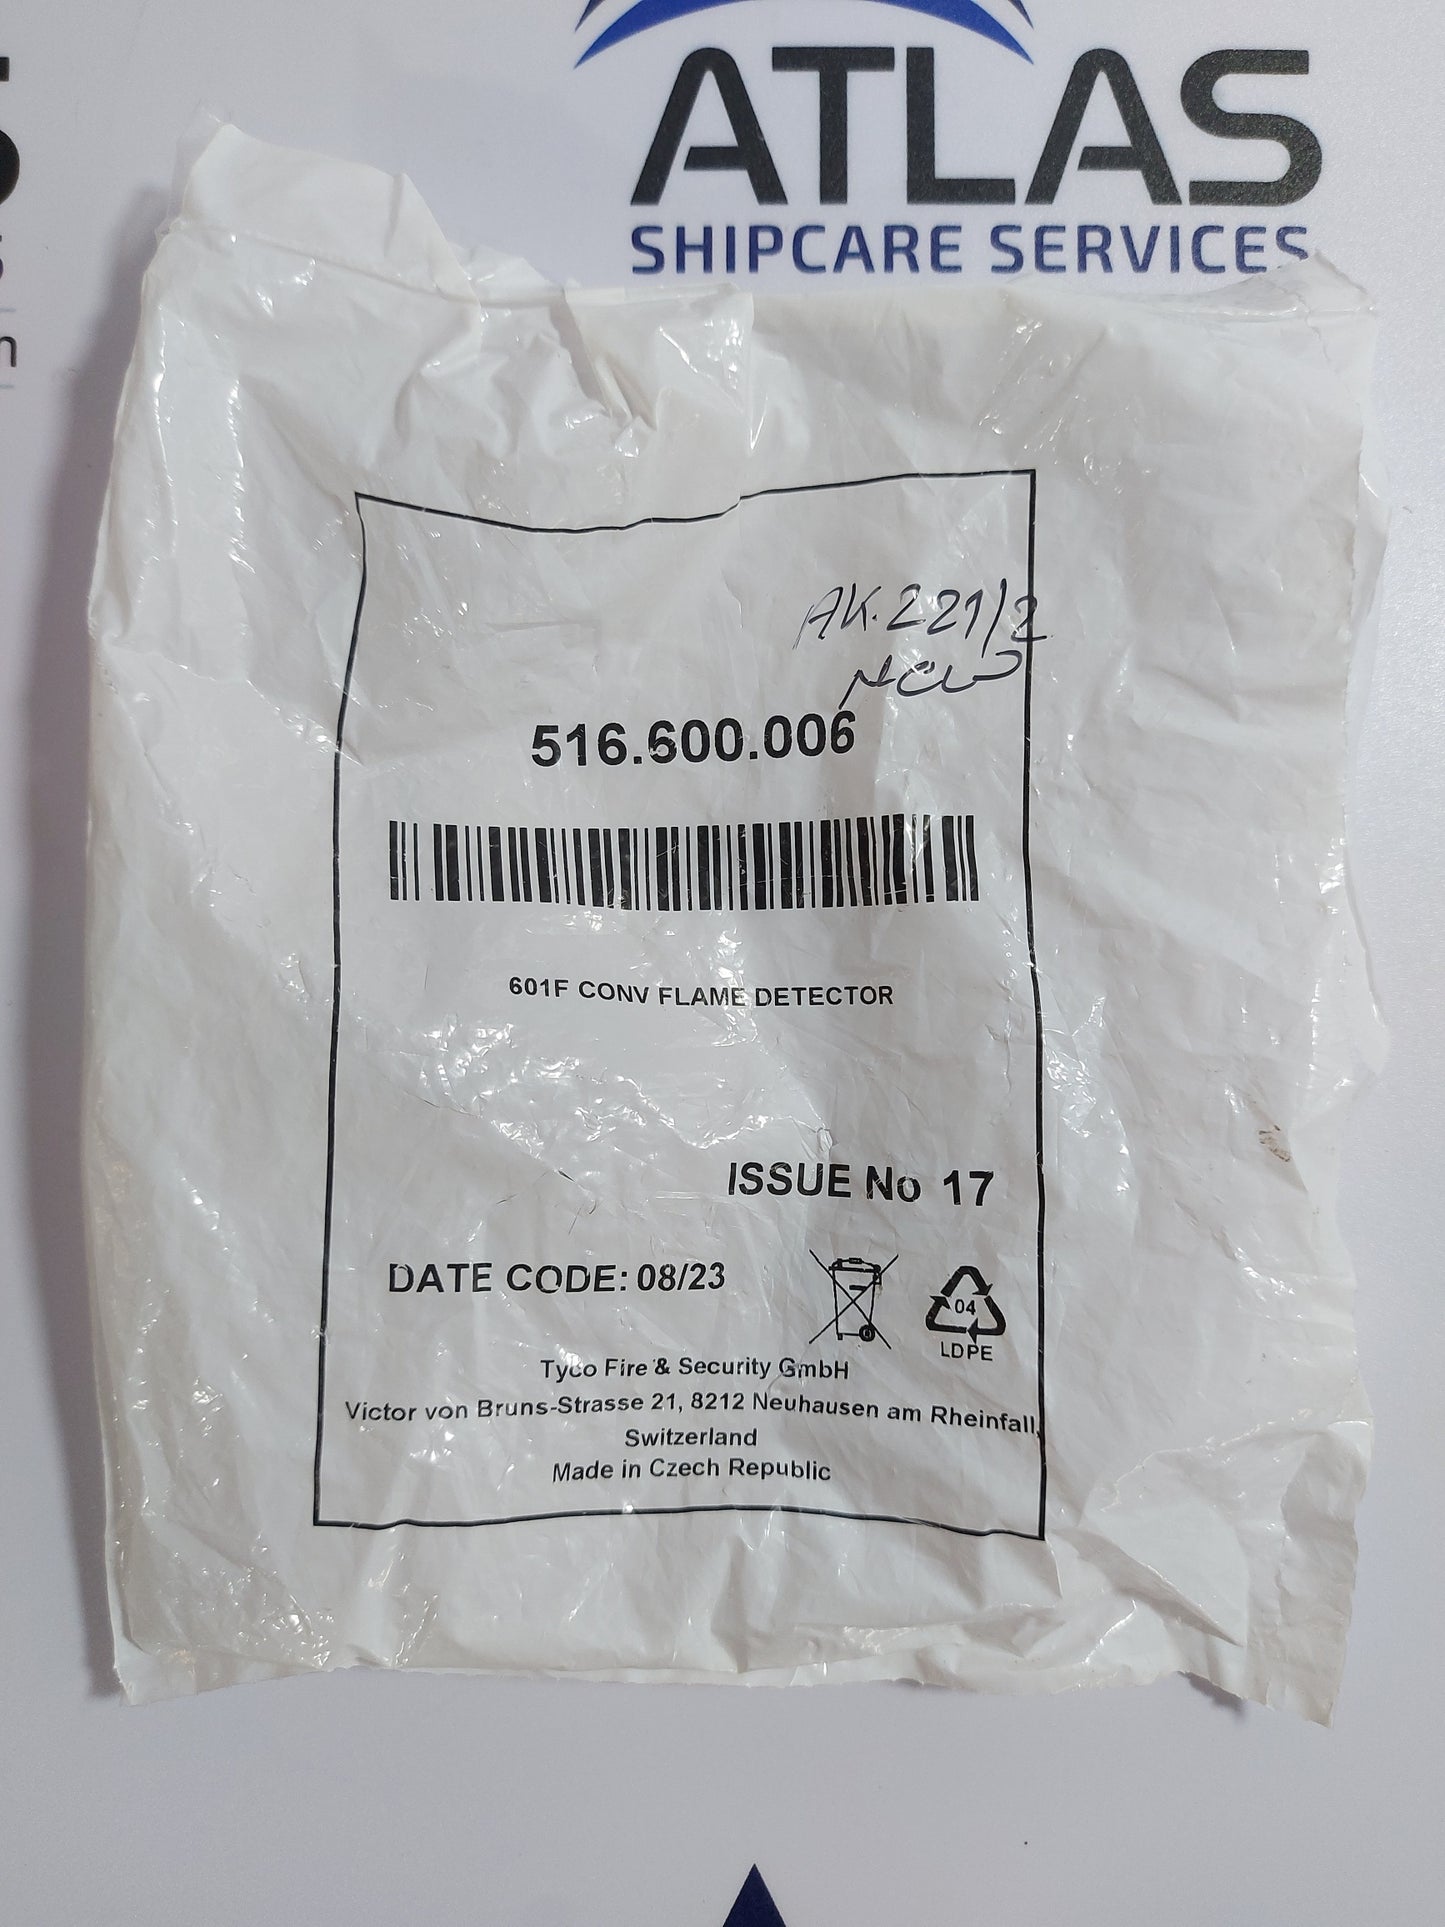 ATLAS
SHIPCARE SERVICES
AK.221/2
516.600.006
601F CONV FLAME DETECTOR
ISSUE No 17
DATE CODE: 08/23
04
LDPE
Tyco Fire & Security GmbH
Victor von Bruns-Strasse 21, 8212 Neuhausen am Rheinfall,
Switzerland
Made in Czech Republic